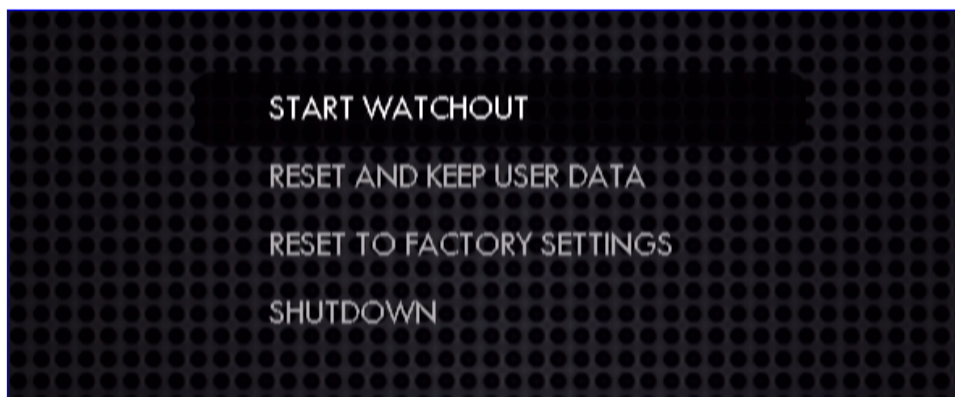 START WATCHOUT
RESET AND KEEP USER DATA
RESET TO FACTORY SETTINGS
SHUTDOWN